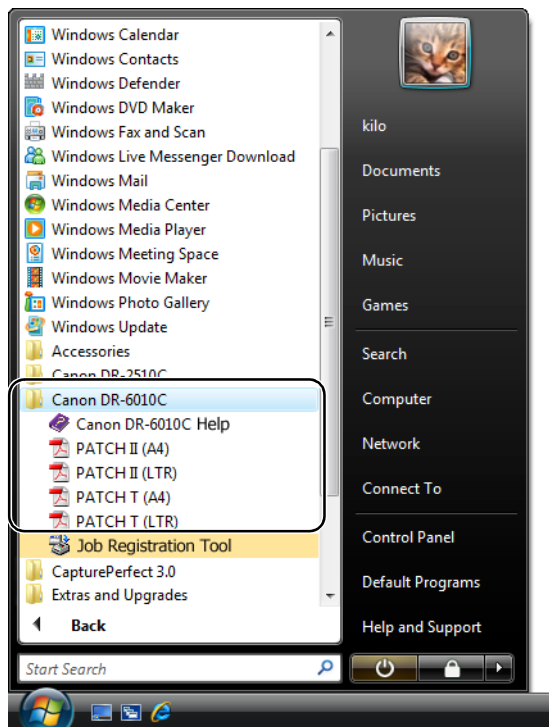 Windows Calendar
Windows Contacts
Windows Defender
Windows DVD Maker
Windows Fax and Scan
Windows Live Messenger Download
Windows Mail
Windows Media Center
Windows Media Player
Windows Meeting Space
Windows Movie Maker
Windows Photo Gallery
Windows Update
Accessories
Canon DR-2510C
Canon DR-6010C
Canon DR-6010C Help
PATCH II (A4)
PATCH II (LTR)
PATCH T (A4)
PATCH T (LTR)
Job Registration Tool
CapturePerfect 3.0
Extras and Upgrades
Back
Start Search
kilo
Documents
Pictures
Music
Games
Search
Computer
Network
Connect To
Control Panel
Default Programs
Help and Support